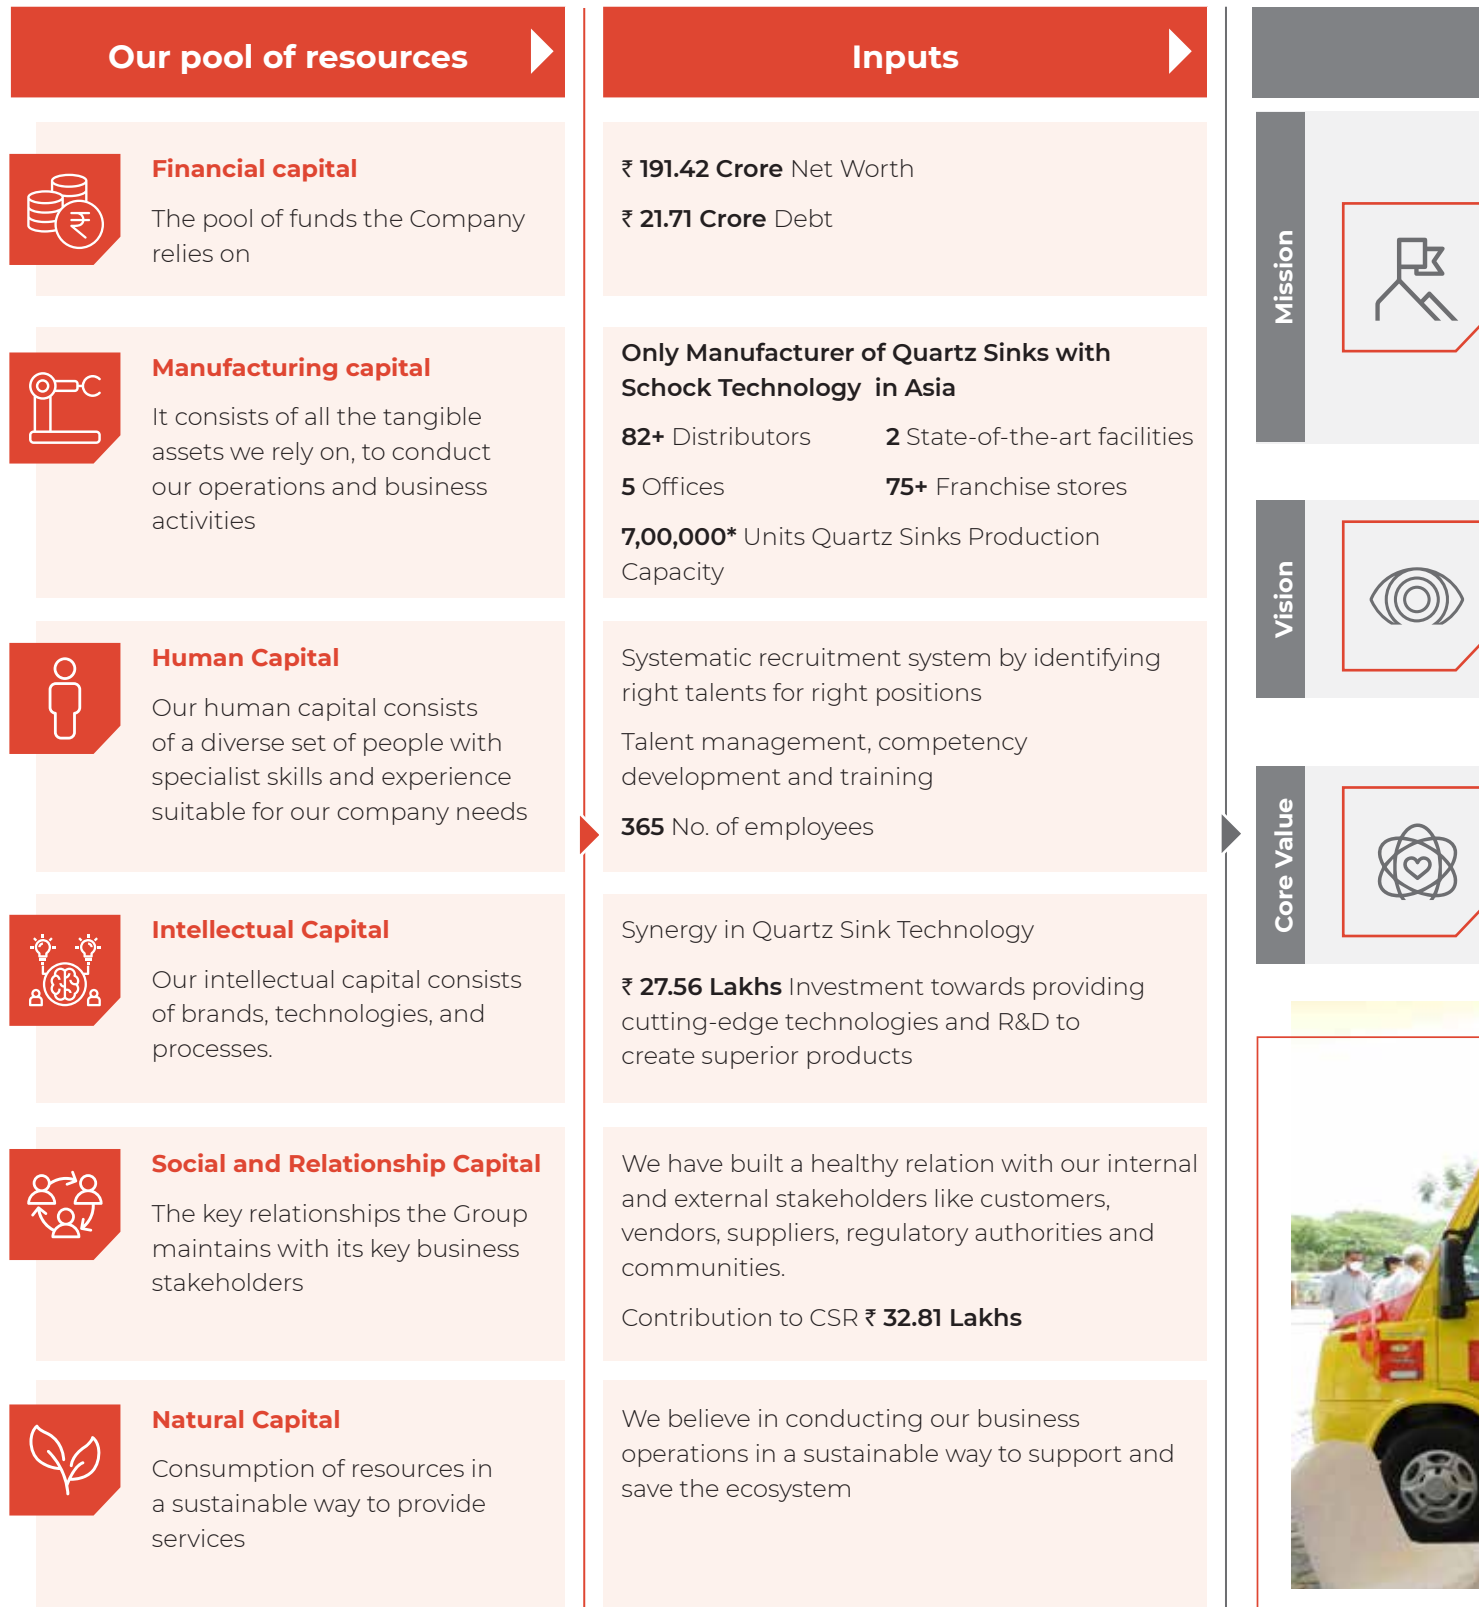 Our pool of resources
Inputs
Financial capital
The pool of funds the Company
relies on
₹ 191.42 Crore Net Worth
₹ 21.71 Crore Debt
Manufacturing capital
It consists of all the tangible
assets we rely on, to conduct
our operations and business
activities
Only Manufacturer of Quartz Sinks with
Schock Technology in Asia
82+ Distributors
2 State-of-the-art facilities
5 Offices
75+ Franchise stores
7,00,000* Units Quartz Sinks Production
Capacity
Human Capital
Our human capital consists
of a diverse set of people with
specialist skills and experience
suitable for our company needs
Systematic recruitment system by identifying
right talents for right positions
Talent management, competency
development and training
365 No. of employees
Intellectual Capital
Our intellectual capital consists
of brands, technologies, and
processes.
Synergy in Quartz Sink Technology
₹ 27.56 Lakhs Investment towards providing
cutting-edge technologies and R&D to
create superior products
Social and Relationship Capital
The key relationships the Group
maintains with its key business
stakeholders
We have built a healthy relation with our internal
and external stakeholders like customers,
vendors, suppliers, regulatory authorities and
communities.
Contribution to CSR ₹ 32.81 Lakhs
Natural Capital
Consumption of resources in
a sustainable way to provide
services
We believe in conducting our business
operations in a sustainable way to support and
save the ecosystem
Mission
Vision
Core Value